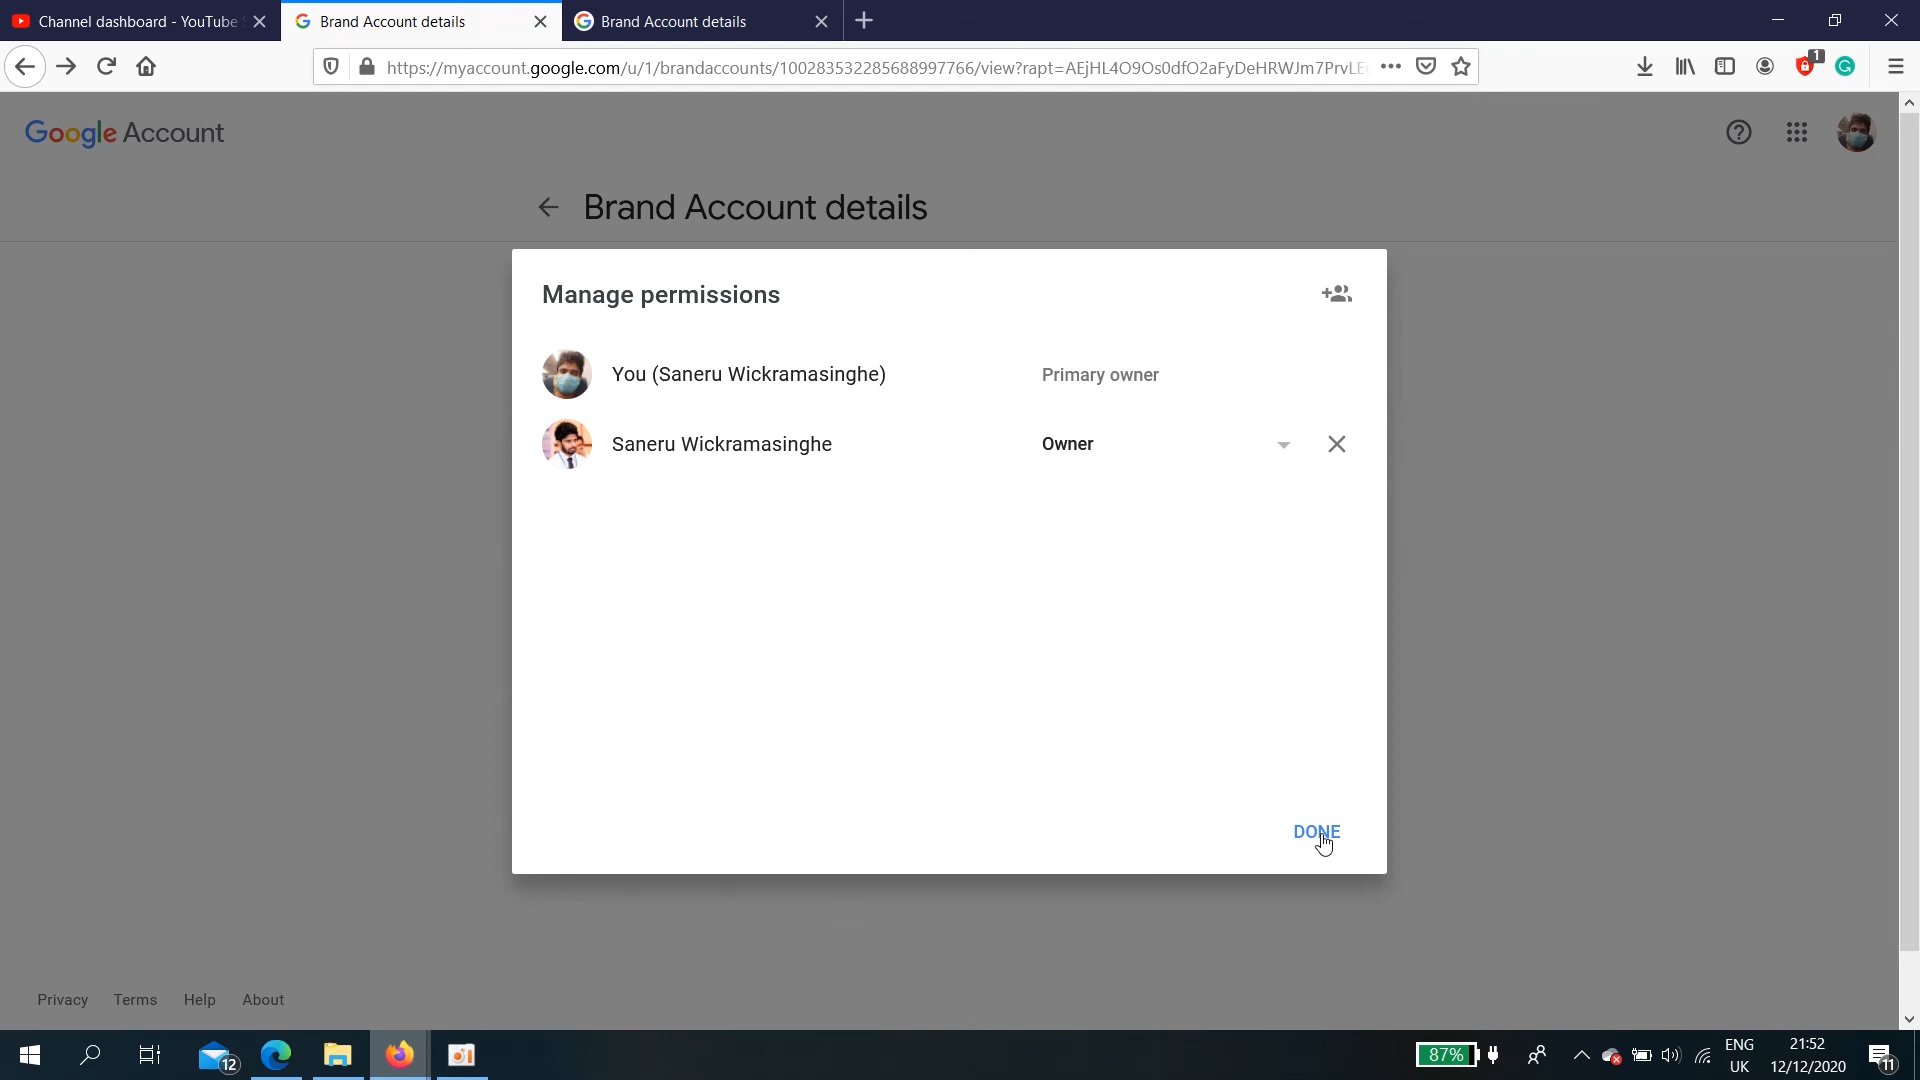 Channel dashboard - YouTube
Brand Account details
Brand Account details
https://myaccount.google.com/u/1/brandaccounts/100283532285688997766/view?rapt=AEjHL4O9Os0dfO2aFyDeHRWJm7PrvLE
1
Google Account
Brand Account details
Manage permissions
You (Saneru Wickramasinghe)
Primary owner
Saneru Wickramasinghe
Owner
DONE
Privacy Terms Help About
12
87%
ENG
UK
21:52
12/12/2020
11